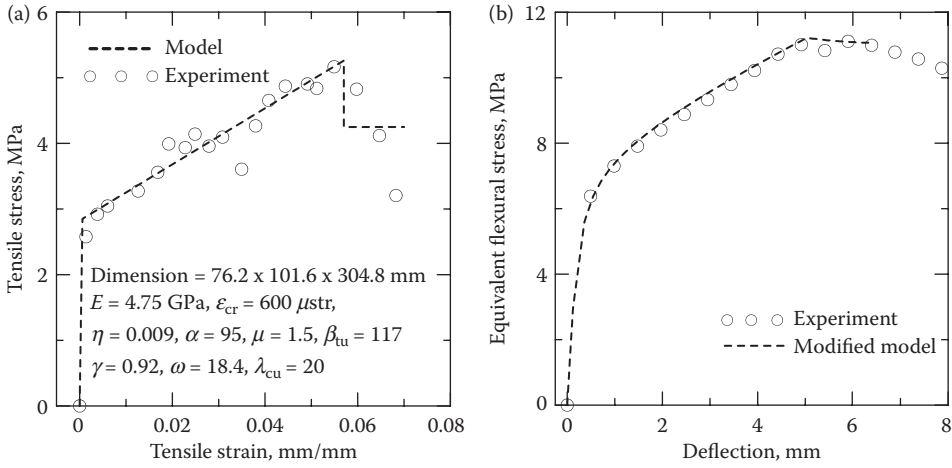 (a)
6
4
2
0
Tensile stress, MPa
Model
Experiment
Dimension = 76.2 x 101.6 x 304.8 mm
E = 4.75 GPa, εcr = 600 μstr,
η = 0.009, α = 95, μ = 1.5, βtu = 117
γ = 0.92, ω = 18.4, λcu = 20
0 0.02 0.04 0.06 0.08
Tensile strain, mm/mm
(b)
12
8
4
0
Equivalent flexural stress, MPa
Experiment
Modified model
0 2 4 6 8
Deflection, mm